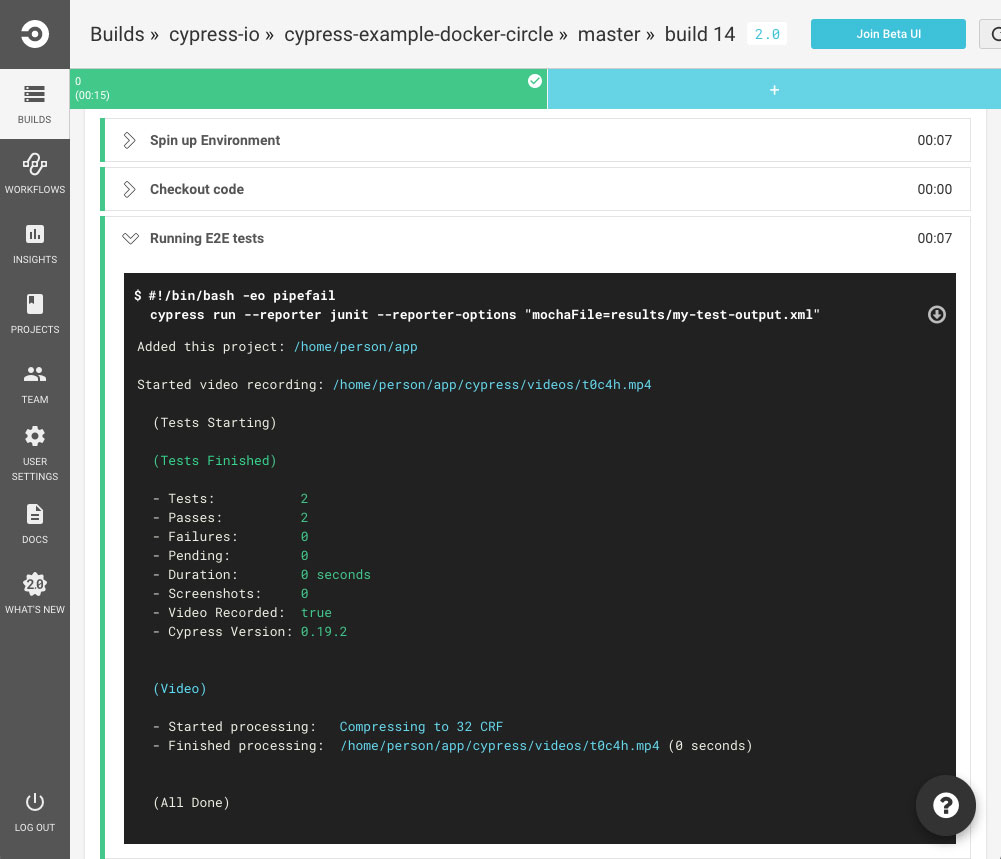 Builds » cypress-io » cypress-example-docker-circle » master » build 14 2.0 Join Beta UI
0
(00:15)
+
BUILDS
WORKFLOWS
INSIGHTS
PROJECTS
TEAM
USER
SETTINGS
DOCS
2.0
WHAT'S NEW
LOG OUT
Spin up Environment 00:07
Checkout code 00:00
Running E2E tests 00:07
$ #!/bin/bash -eo pipefail
cypress run --reporter junit --reporter-options "mochaFile=results/my-test-output.xml"
Added this project: /home/person/app
Started video recording: /home/person/app/cypress/videos/t0c4h.mp4
(Tests Starting)
(Tests Finished)
- Tests: 2
- Passes: 2
- Failures: 0
- Pending: 0
- Duration: 0 seconds
- Screenshots: 0
- Video Recorded: true
- Cypress Version: 0.19.2
(Video)
- Started processing: Compressing to 32 CRF
- Finished processing: /home/person/app/cypress/videos/t0c4h.mp4 (0 seconds)
(All Done)
?